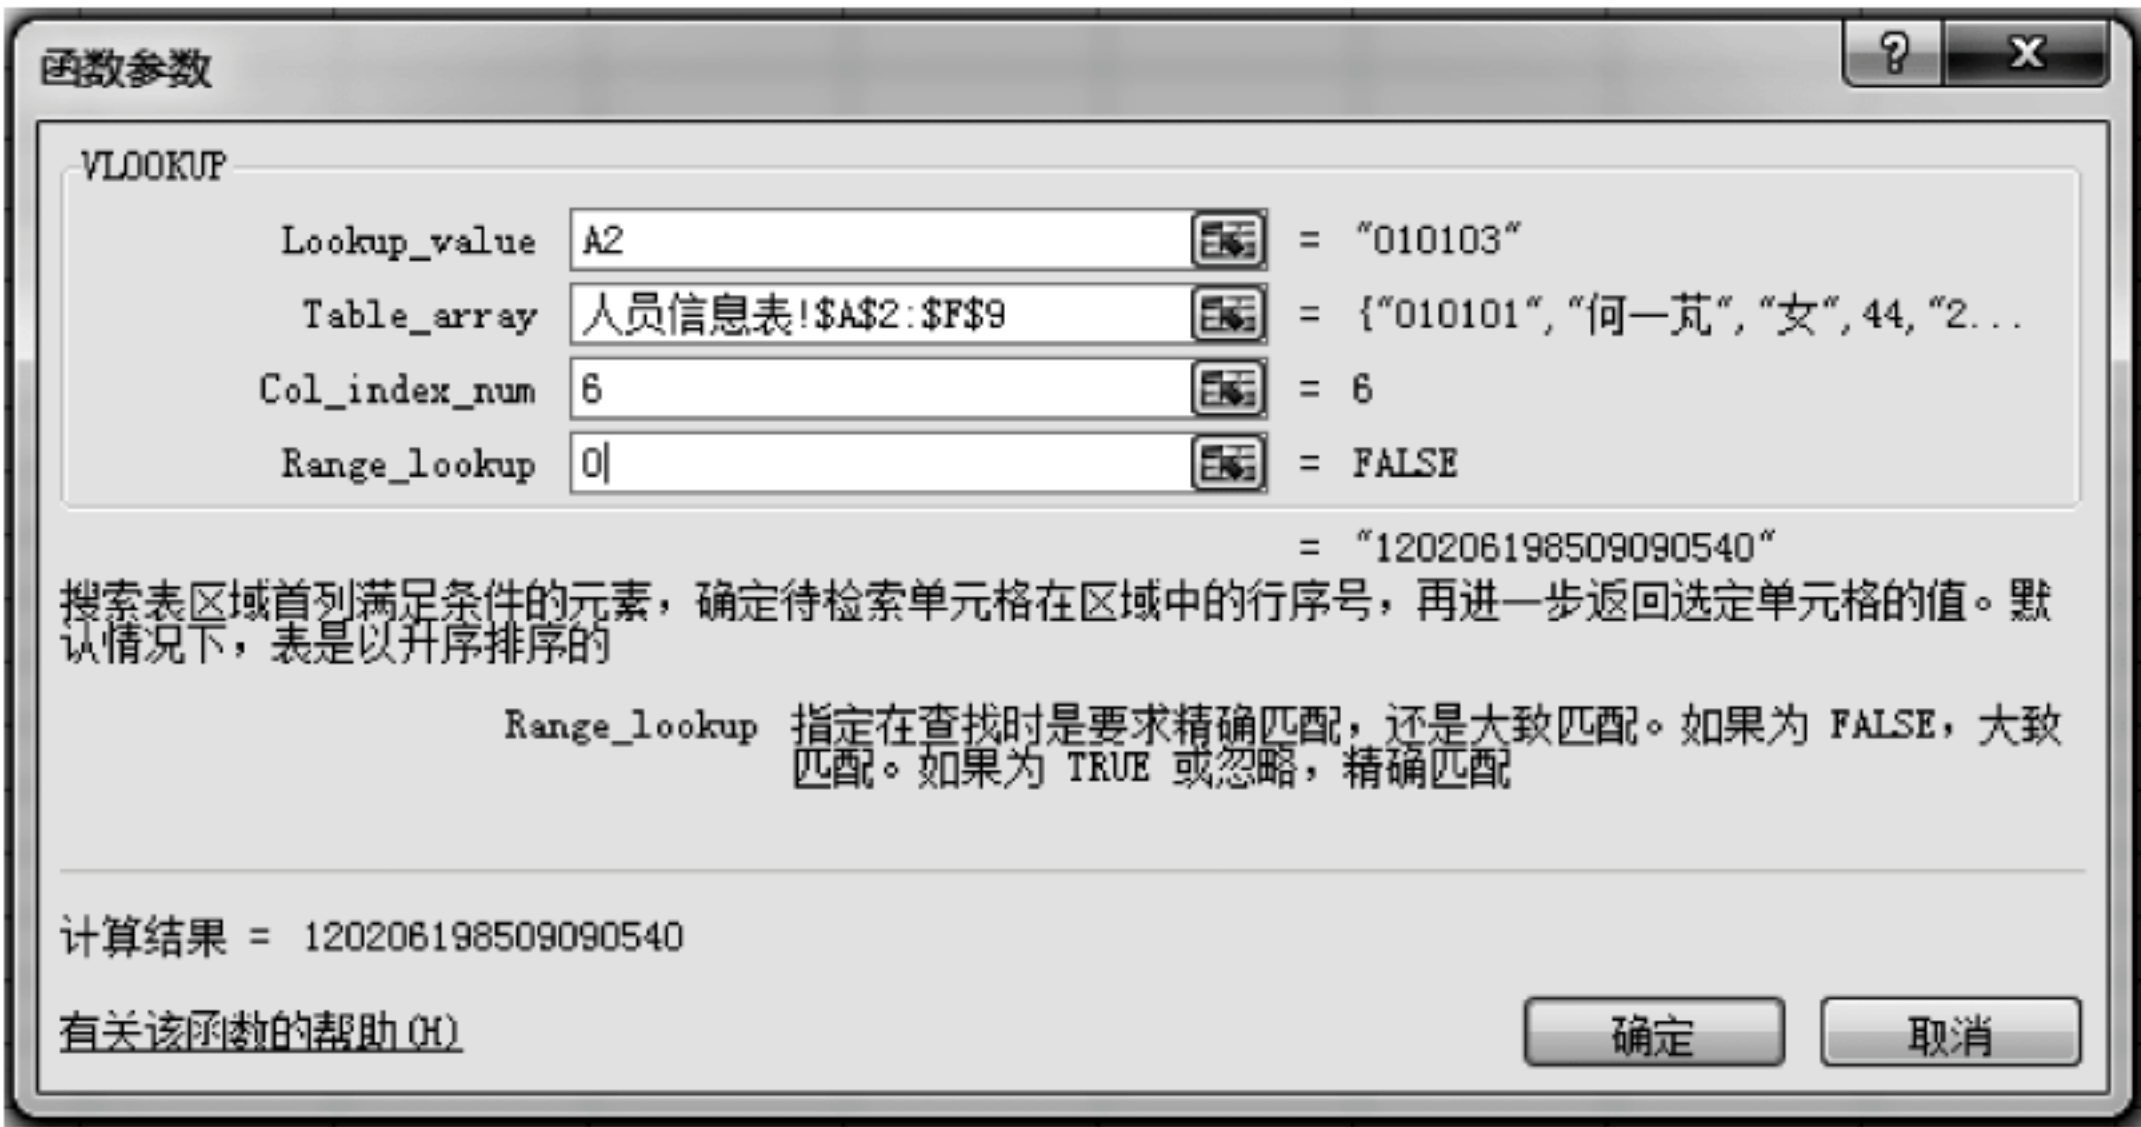 函数参数
VLOOKUP
Lookup_value A2 = "010103"
Table_array 人员信息表!$A$2:$F$9 = {"010101","何一芃","女",44,"2...
Col_index_num 6 = 6
Range_lookup 0 = FALSE
= "120206198509090540"
搜索表区域首列满足条件的元素，确定待检索单元格在区域中的行序号，再进一步返回选定单元格的值。默
认情况下，表是以升序排序的
Range_lookup 指定在查找时是要求精确匹配，还是大致匹配。如果为 FALSE，大致
匹配。如果为 TRUE 或忽略，精确匹配
计算结果 = 120206198509090540
有关该函数的帮助(H)
确定 取消